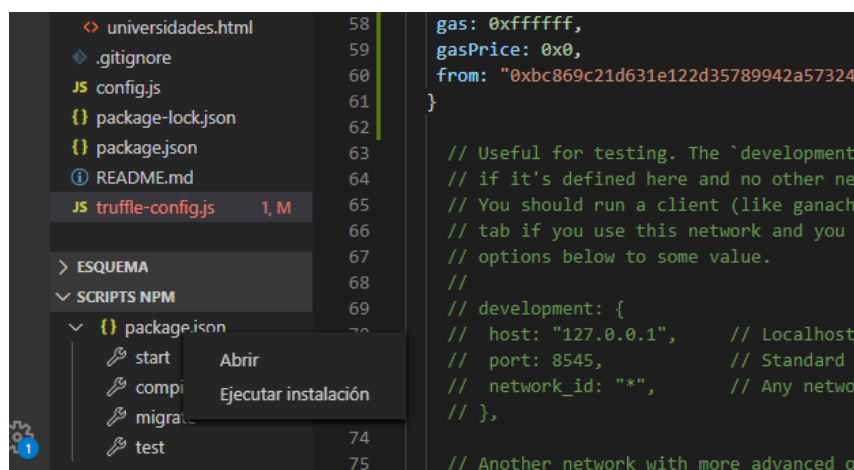 universidades.html
.gitignore
JS config.js
{} package-lock.json
{} package.json
README.md
JS truffle-config.js 1, M
ESQUEMA
SCRIPTS NPM
{} package.json
start
compi
migrate
test
Abrir
Ejecutar instalación
1
58 gas: 0xffffff,
59 gasPrice: 0x0,
60 from: "0xbc869c21d631e122d35789942a57324
61 }
62
63 // Useful for testing. The `development
64 // if it's defined here and no other ne
65 // You should run a client (like ganach
66 // tab if you use this network and you
67 // options below to some value.
68 //
69 // development: {
// host: "127.0.0.1", // Localhost
// port: 8545, // Standard
// network_id: "*", // Any netwo
// },
74
75 // Another network with more advanced o